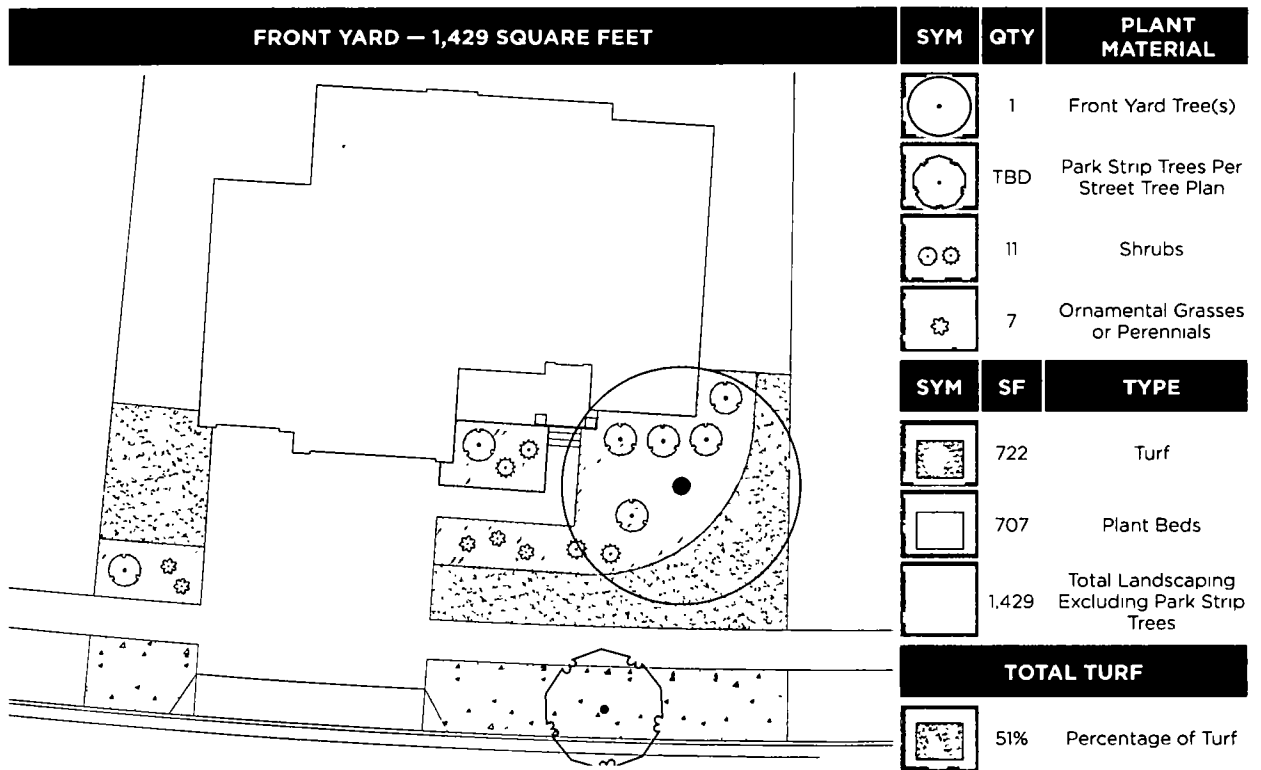 FRONT YARD — 1,429 SQUARE FEET
SYM QTY PLANT MATERIAL
1 Front Yard Tree(s)
TBD Park Strip Trees Per
Street Tree Plan
11 Shrubs
7 Ornamental Grasses
or Perennials
SYM SF TYPE
722 Turf
707 Plant Beds
1,429 Total Landscaping
Excluding Park Strip
Trees
TOTAL TURF
51% Percentage of Turf